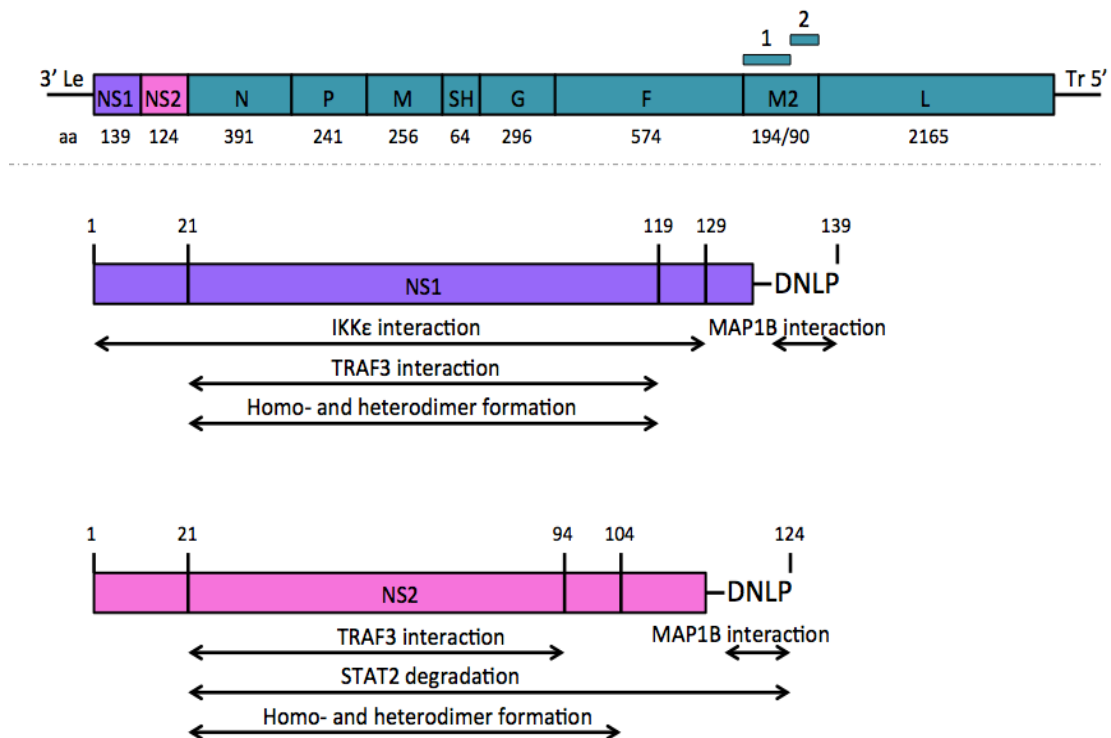 2
1
3’ Le NS1 NS2 N P M SH G F M2 L Tr 5’
aa 139 124 391 241 256 64 296 574 194/90 2165
1 21 119 129 139
NS1 DNLP
IKKε interaction MAP1B interaction
TRAF3 interaction
Homo- and heterodimer formation
1 21 94 104 124
NS2 DNLP
TRAF3 interaction MAP1B interaction
STAT2 degradation
Homo- and heterodimer formation